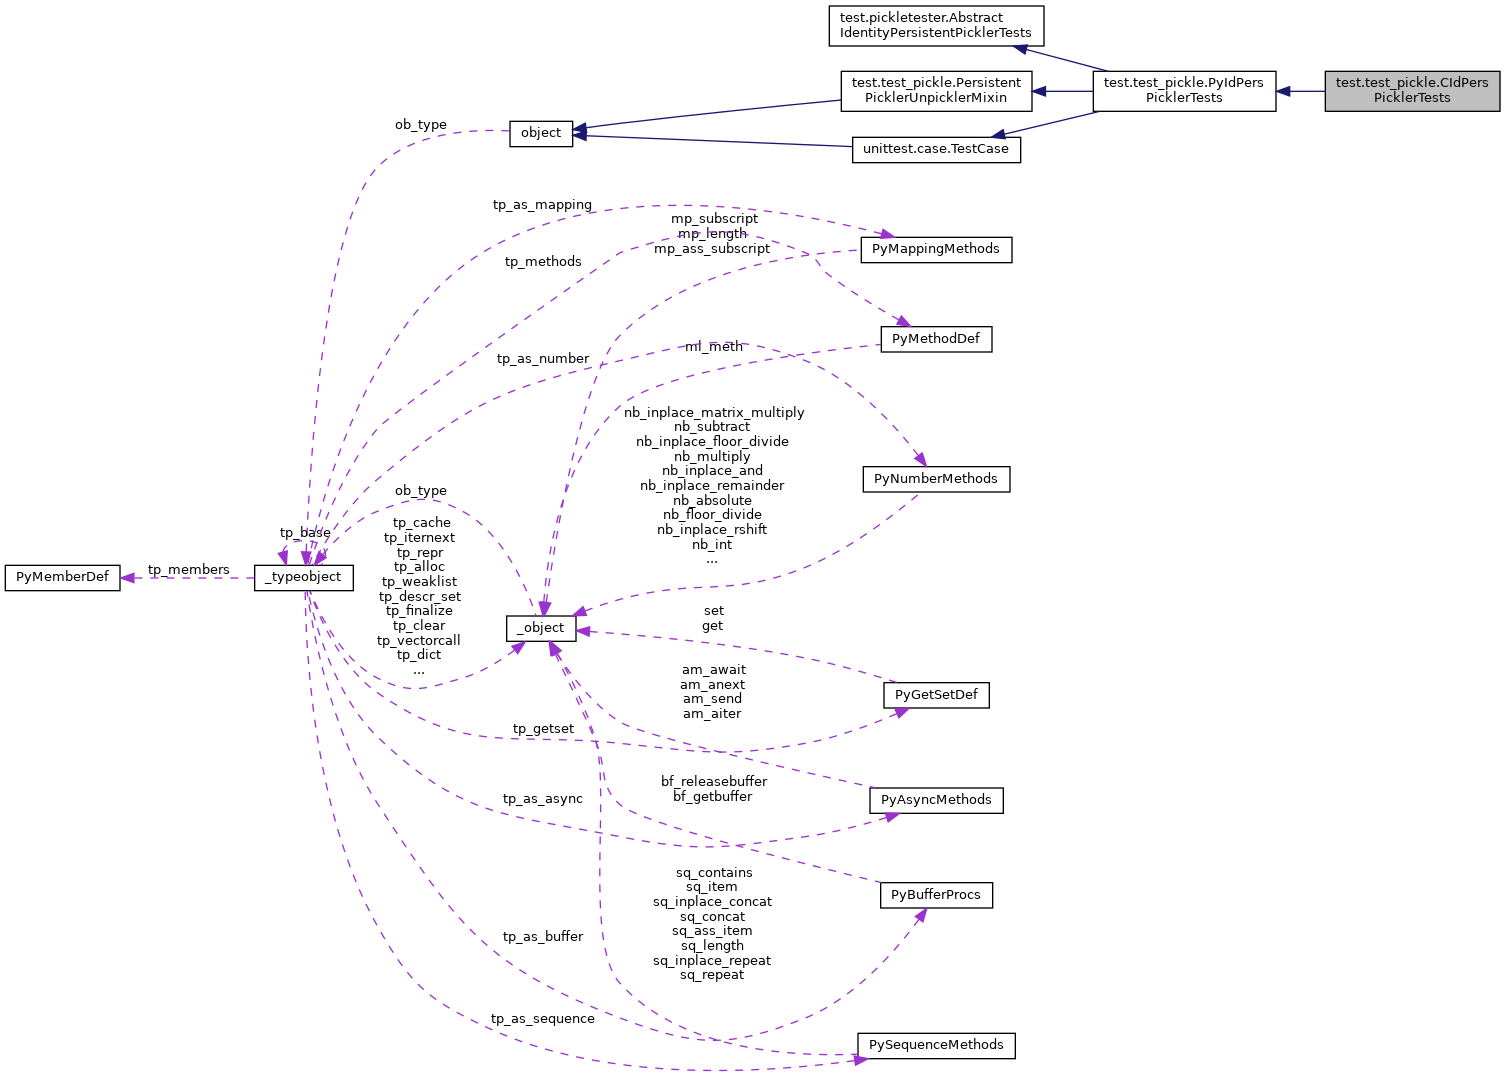 test.pickletester.Abstract
IdentityPersistentPicklerTests
test.test_pickle.Persistent
PicklerUnpicklerMixin
test.test_pickle.PyIdPers
PicklerTests
test.test_pickle.CIdPers
PicklerTests
ob_type
object
unittest.case.TestCase
tp_as_mapping
mp_subscript
mp_length
mp_ass_subscript
PyMappingMethods
tp_methods
PyMethodDef
ml_meth
tp_as_number
nb_inplace_matrix_multiply
nb_subtract
nb_inplace_floor_divide
nb_multiply
nb_inplace_and
nb_inplace_remainder
nb_absolute
nb_floor_divide
nb_inplace_rshift
nb_int
...
PyNumberMethods
ob_type
tp_cache
tp_iternext
tp_repr
tp_alloc
tp_weaklist
tp_descr_set
tp_finalize
tp_clear
tp_vectorcall
tp_dict
...
tp_base
PyMemberDef
tp_members
_typeobject
_object
set
get
PyGetSetDef
am_await
am_anext
am_send
am_aiter
tp_getset
bf_releasebuffer
bf_getbuffer
PyAsyncMethods
tp_as_async
sq_contains
sq_item
sq_inplace_concat
sq_concat
sq_ass_item
sq_length
sq_inplace_repeat
sq_repeat
PyBufferProcs
tp_as_buffer
tp_as_sequence
PySequenceMethods